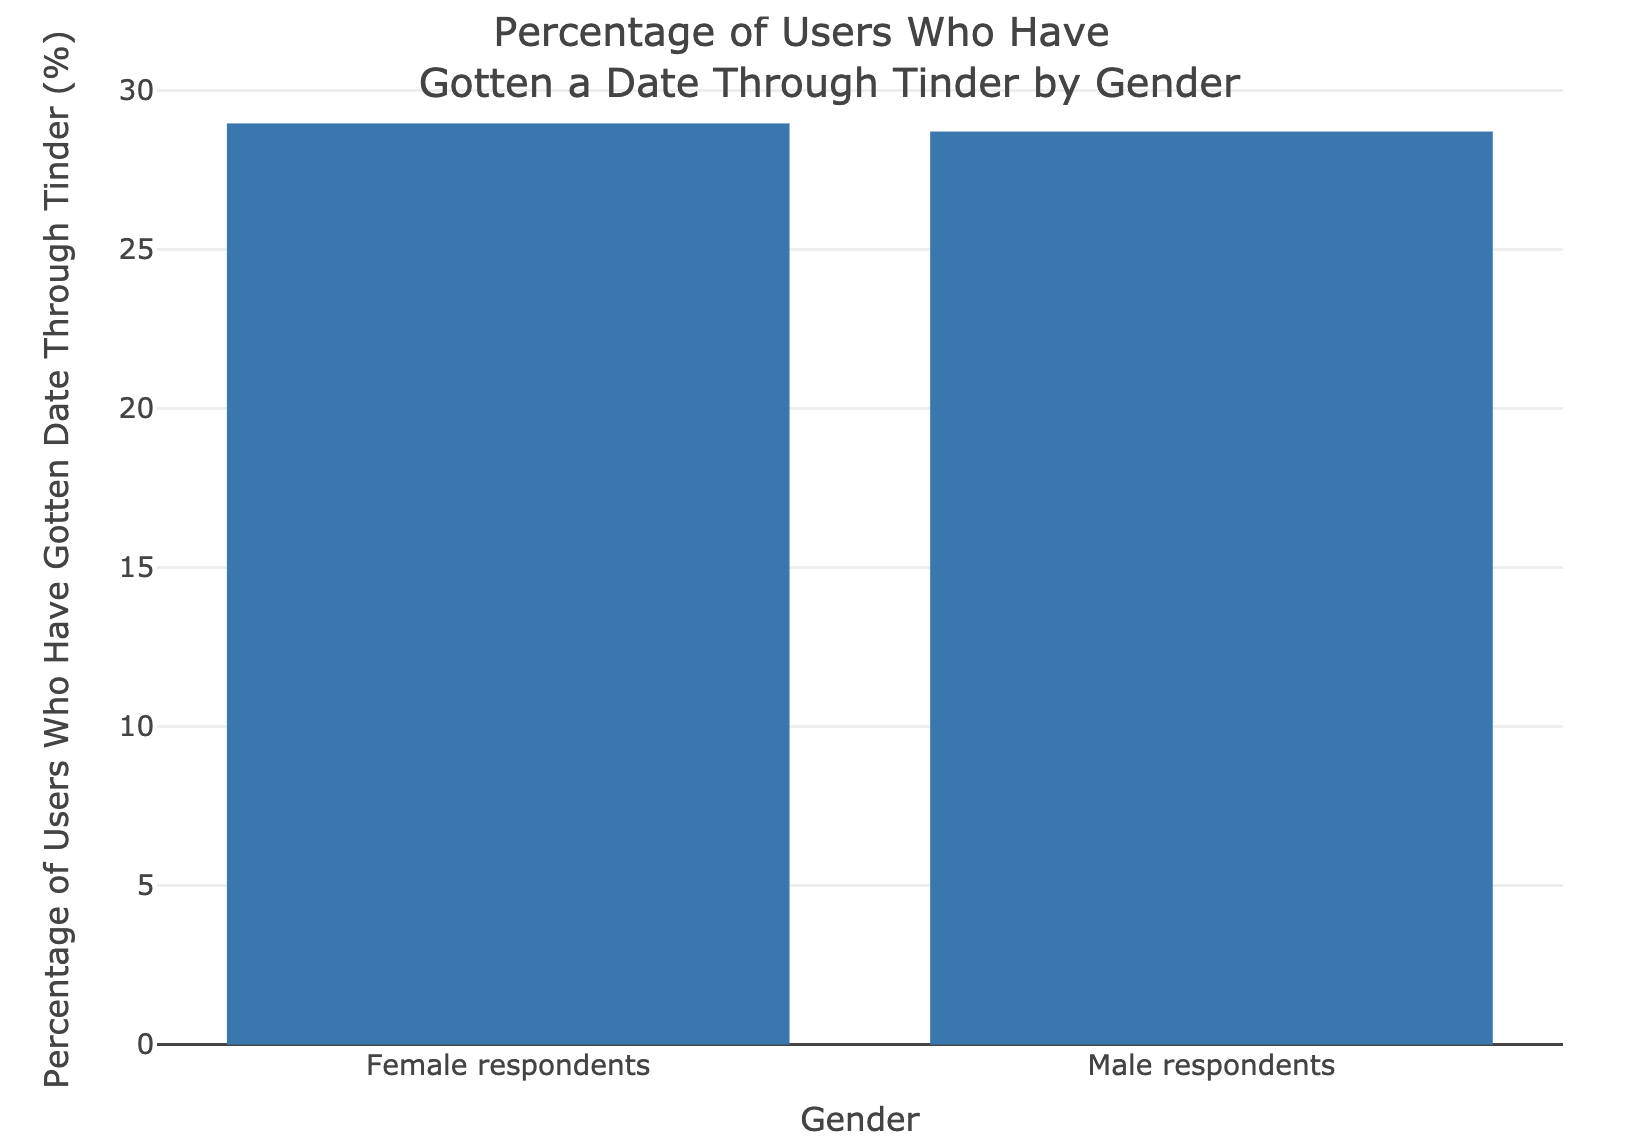 Percentage of Users Who Have
Gotten a Date Through Tinder by Gender
Percentage of Users Who Have Gotten Date Through Tinder (%)
30
25
20
15
10
5
0
Female respondents
Male respondents
Gender